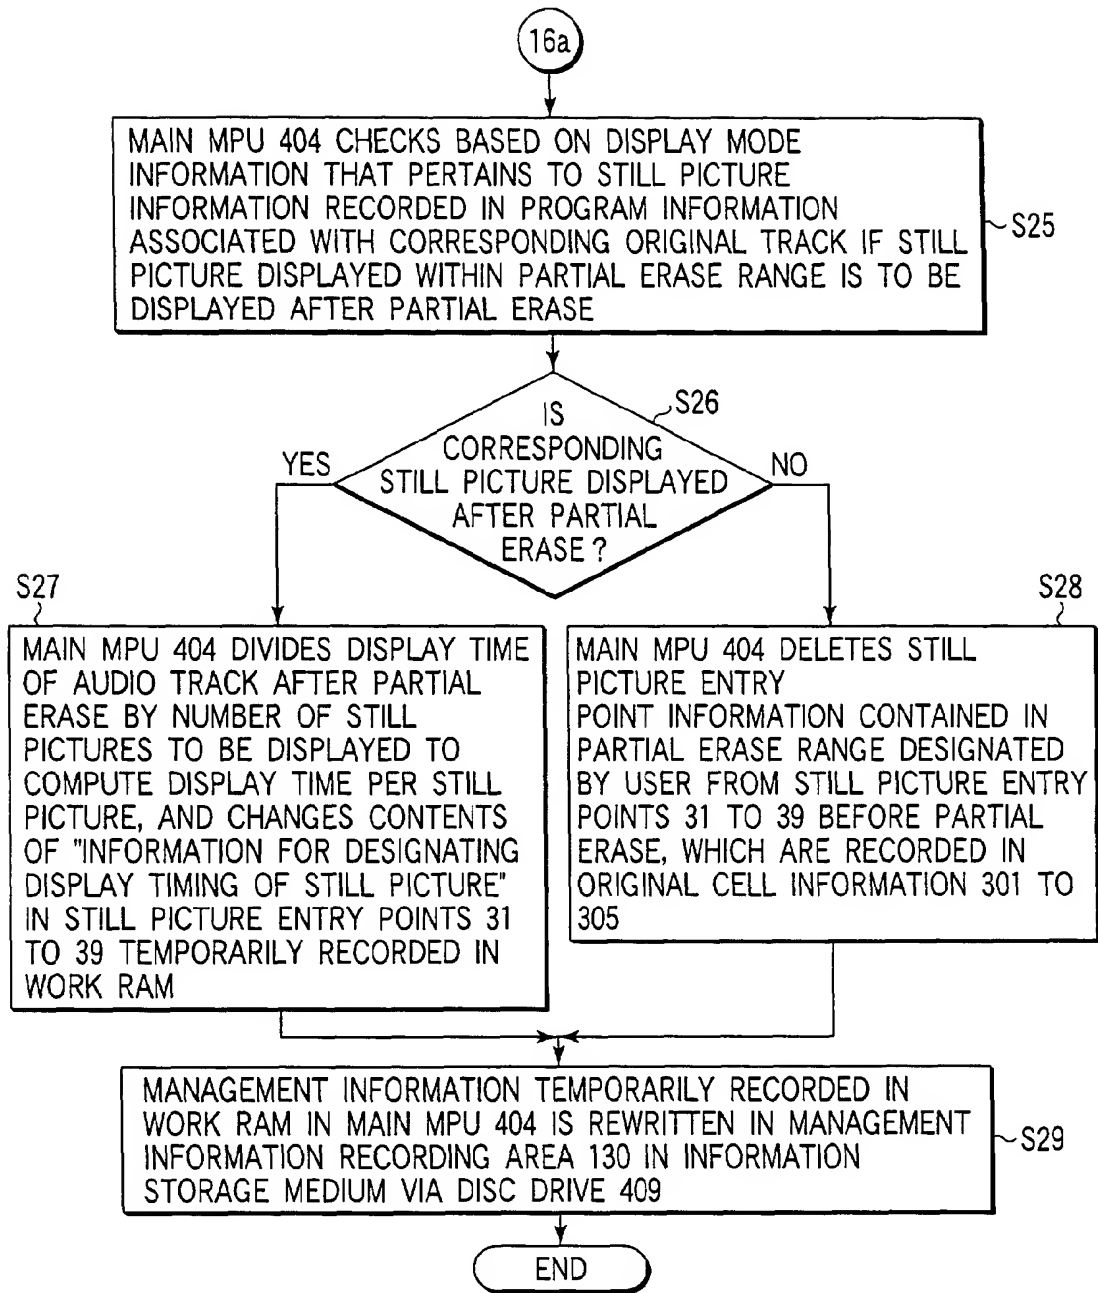 16a
MAIN MPU 404 CHECKS BASED ON DISPLAY MODE
INFORMATION THAT PERTAINS TO STILL PICTURE
INFORMATION RECORDED IN PROGRAM INFORMATION
ASSOCIATED WITH CORRESPONDING ORIGINAL TRACK IF STILL
PICTURE DISPLAYED WITHIN PARTIAL ERASE RANGE IS TO BE
DISPLAYED AFTER PARTIAL ERASE
S25
S26
IS
CORRESPONDING
STILL PICTURE DISPLAYED
AFTER PARTIAL
ERASE?
YES
NO
S27
MAIN MPU 404 DIVIDES DISPLAY TIME
OF AUDIO TRACK AFTER PARTIAL
ERASE BY NUMBER OF STILL
PICTURES TO BE DISPLAYED TO
COMPUTE DISPLAY TIME PER STILL
PICTURE, AND CHANGES CONTENTS
OF "INFORMATION FOR DESIGNATING
DISPLAY TIMING OF STILL PICTURE"
IN STILL PICTURE ENTRY POINTS 31
TO 39 TEMPORARILY RECORDED IN
WORK RAM
S28
MAIN MPU 404 DELETES STILL
PICTURE ENTRY
POINT INFORMATION CONTAINED IN
PARTIAL ERASE RANGE DESIGNATED
BY USER FROM STILL PICTURE ENTRY
POINTS 31 TO 39 BEFORE PARTIAL
ERASE, WHICH ARE RECORDED IN
ORIGINAL CELL INFORMATION 301 TO
305
MANAGEMENT INFORMATION TEMPORARILY RECORDED IN
WORK RAM IN MAIN MPU 404 IS REWRITTEN IN MANAGEMENT
INFORMATION RECORDING AREA 130 IN INFORMATION
STORAGE MEDIUM VIA DISC DRIVE 409
S29
END